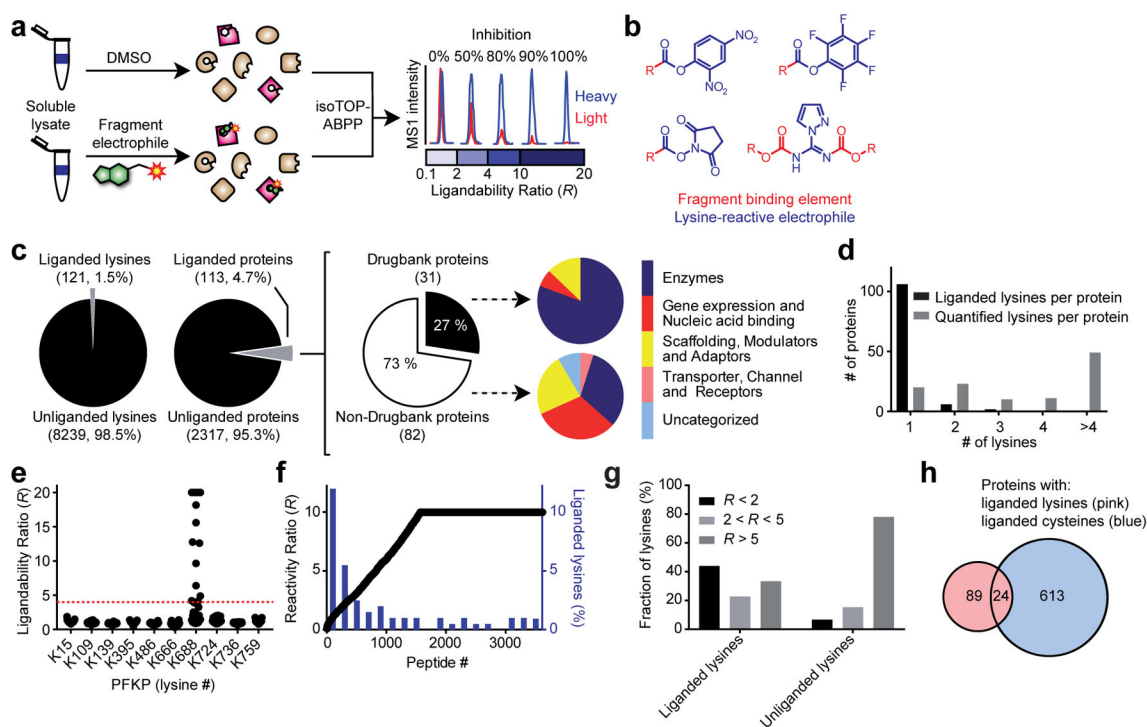 a
DMSO
Soluble
lysate
Fragment
electrophile
isoTOP-
ABPP
Inhibition
0% 50% 80% 90% 100%
MS1 intensity
Heavy
Light
0.1 2 4 10 20
Ligandability Ratio (R)
b
O
R
O
NO2
NO2
O
R
O
F
F
F
F
F
O
R
O
N
O
O
N
N
O
O
R
O
N
H
N
O
R
Fragment binding element
Lysine-reactive electrophile
c
Liganded lysines
(121, 1.5%)
Unliganded lysines
(8239, 98.5%)
Liganded proteins
(113, 4.7%)
Unliganded proteins
(2317, 95.3%)
Drugbank proteins
(31)
27 %
73 %
Non-Drugbank proteins
(82)
Enzymes
Gene expression and
Nucleic acid binding
Scaffolding, Modulators
and Adaptors
Transporter, Channel
and Receptors
Uncategorized
d
# of proteins
100
50
0
Liganded lysines per protein
Quantified lysines per protein
1 2 3 4 >4
# of lysines
e
Ligandability Ratio (R)
20
15
10
5
0
K15 K109 K139 K395 K486 K666 K688 K724 K736 K759
PFKP (lysine #)
f
Reactivity Ratio (R)
10
5
0
0 1000 2000 3000
Peptide #
10
5
0
Liganded lysines
(%)
g
Fraction of lysines (%)
100
80
60
40
20
0
R < 2
2 < R < 5
R > 5
Liganded lysines
Unliganded lysines
h
Proteins with:
liganded lysines (pink)
liganded cysteines (blue)
89 24 613